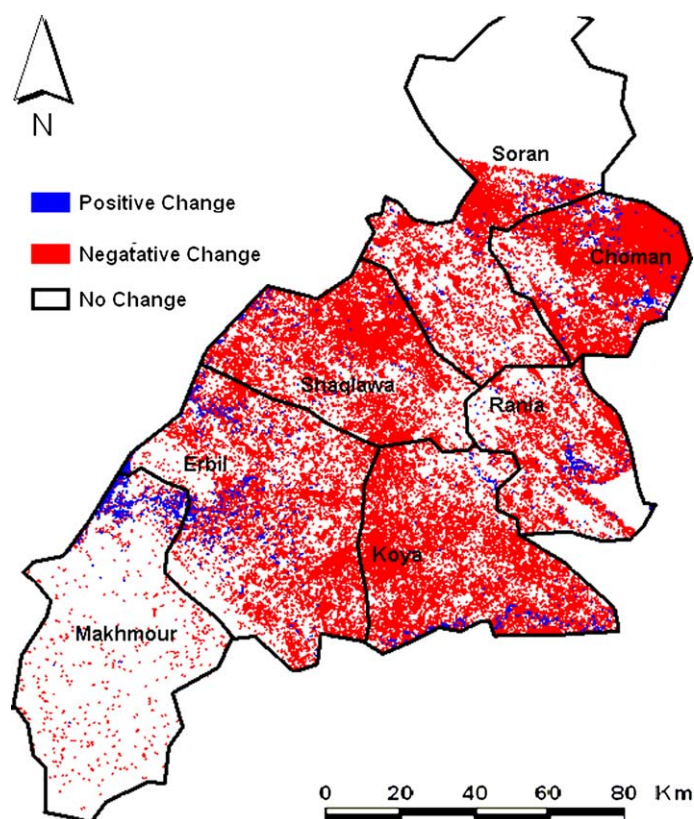 N
Soran
Positive Change
Negatative Change
Choman
No Change
Shaqlawa
Rania
Erbil
Koya
Makhmour
0 20 40 60 80 Km